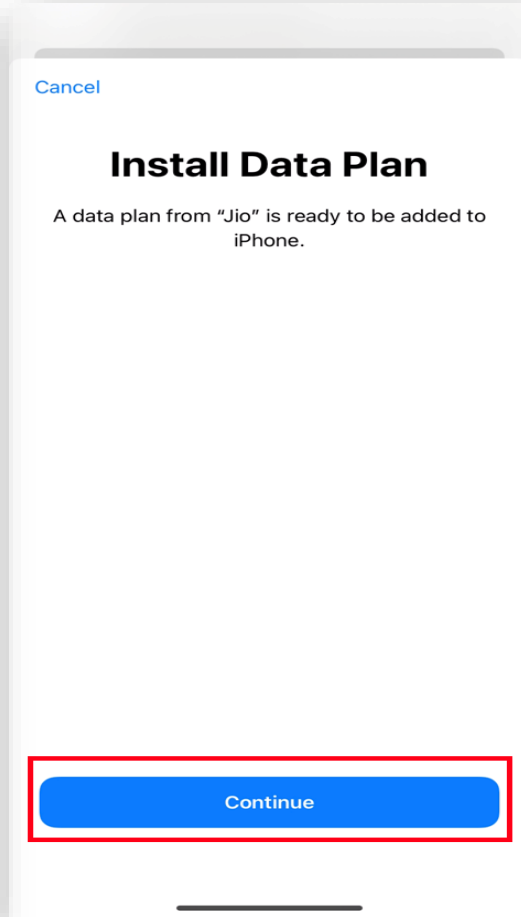 Cancel
Install Data Plan
A data plan from “Jio” is ready to be added to
iPhone.
Continue